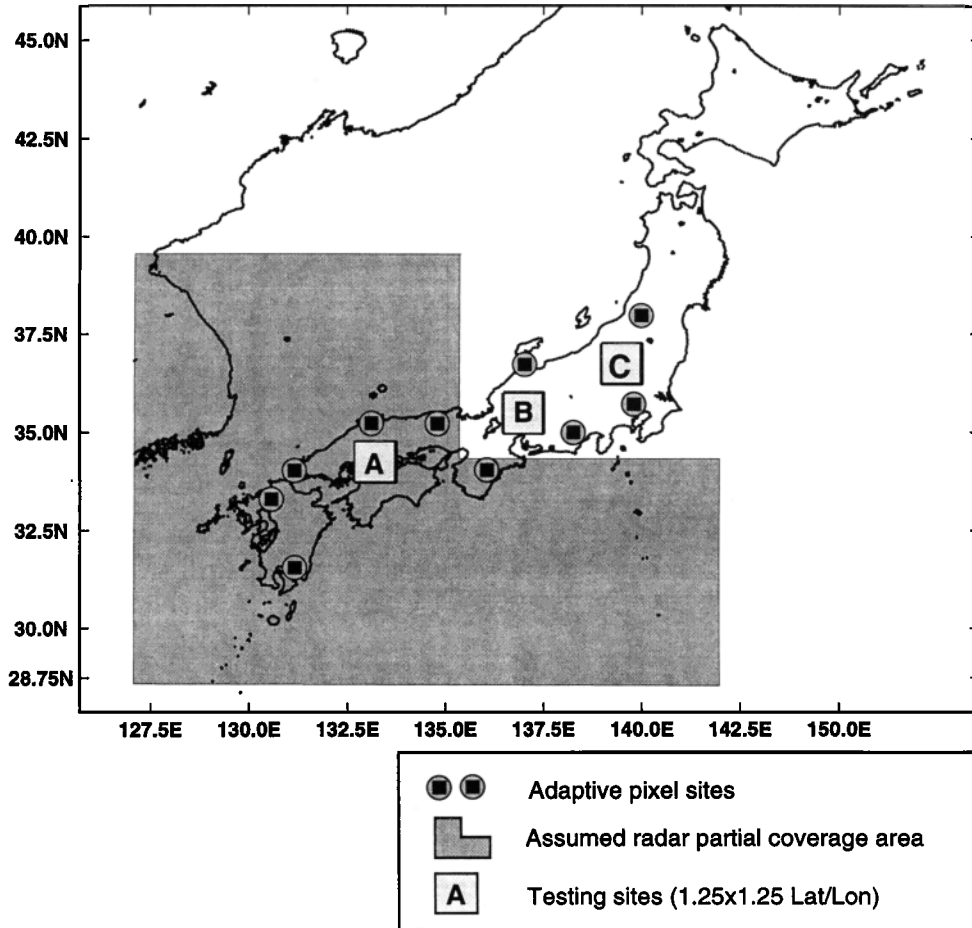 45.0N
42.5N
40.0N
37.5N
35.0N
32.5N
30.0N
28.75N
C
B
A
127.5E 130.0E 132.5E 135.0E 137.5E 140.0E 142.5E 150.0E
Adaptive pixel sites
Assumed radar partial coverage area
A Testing sites (1.25x1.25 Lat/Lon)